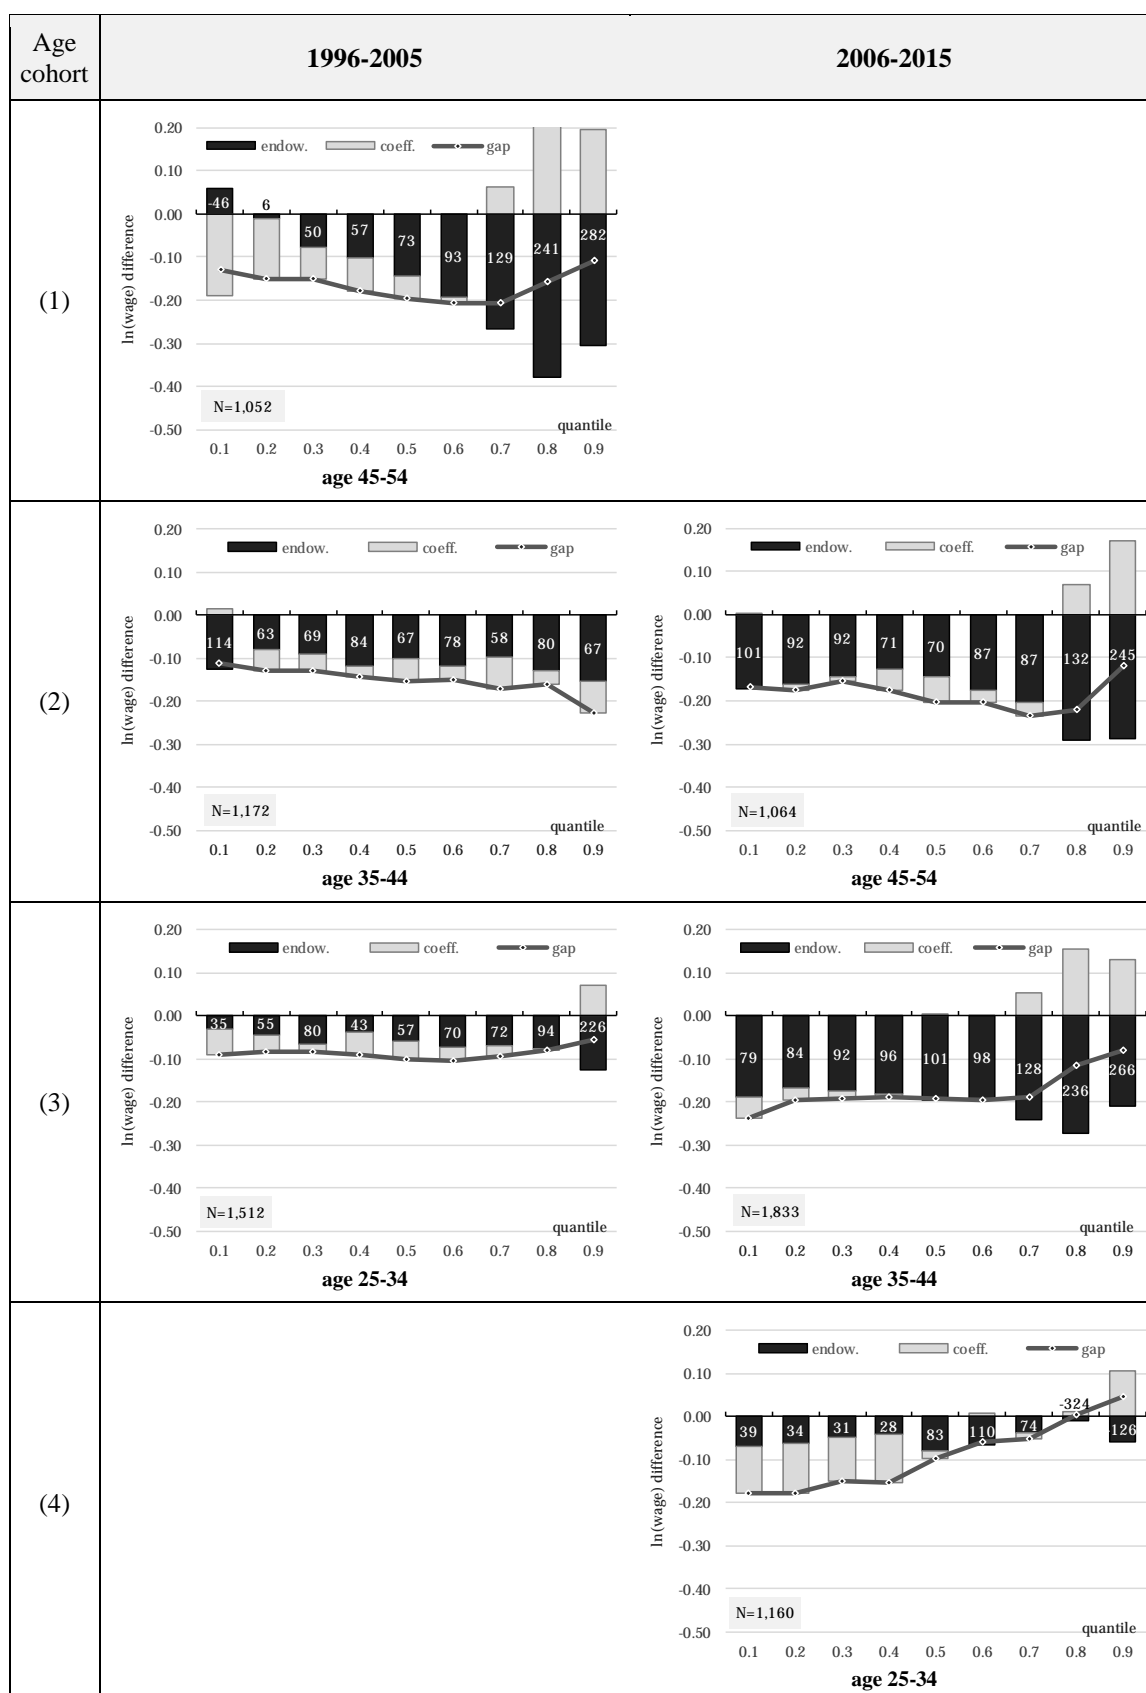 Age cohort
1996-2005
2006-2015
(1)
0.20
0.10
0.00
-0.10
-0.20
-0.30
-0.40
-0.50
ln(wage) difference
endow. coeff. gap
-46 6 50 57 73 93 129 241 282
N=1,052
quantile
0.1 0.2 0.3 0.4 0.5 0.6 0.7 0.8 0.9
age 45-54
(2)
0.20
0.10
0.00
-0.10
-0.20
-0.30
-0.40
-0.50
ln(wage) difference
endow. coeff. gap
114 63 69 84 67 78 58 80 67
N=1,172
quantile
0.1 0.2 0.3 0.4 0.5 0.6 0.7 0.8 0.9
age 35-44
0.20
0.10
0.00
-0.10
-0.20
-0.30
-0.40
-0.50
ln(wage) difference
endow. coeff. gap
101 92 92 71 70 87 87 132 245
N=1,064
quantile
0.1 0.2 0.3 0.4 0.5 0.6 0.7 0.8 0.9
age 45-54
(3)
0.20
0.10
0.00
-0.10
-0.20
-0.30
-0.40
-0.50
ln(wage) difference
endow. coeff. gap
35 55 80 43 57 70 72 94 226
N=1,512
quantile
0.1 0.2 0.3 0.4 0.5 0.6 0.7 0.8 0.9
age 25-34
0.20
0.10
0.00
-0.10
-0.20
-0.30
-0.40
-0.50
ln(wage) difference
endow. coeff. gap
79 84 92 96 101 98 128 236 266
N=1,833
quantile
0.1 0.2 0.3 0.4 0.5 0.6 0.7 0.8 0.9
age 35-44
(4)
0.20
0.10
0.00
-0.10
-0.20
-0.30
-0.40
-0.50
ln(wage) difference
endow. coeff. gap
39 34 31 28 83 110 74 -324 -126
N=1,160
quantile
0.1 0.2 0.3 0.4 0.5 0.6 0.7 0.8 0.9
age 25-34